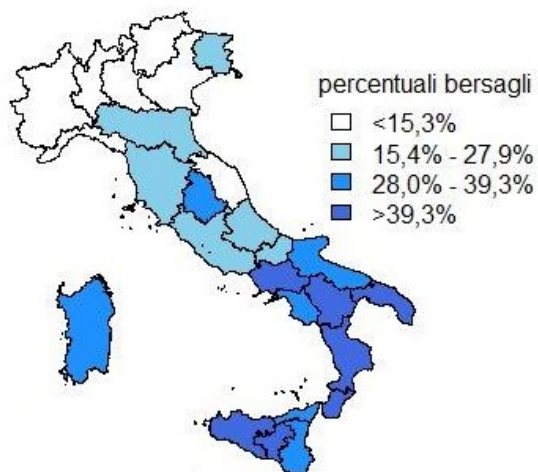 percentuali bersagli
<15,3%
15,4% - 27,9%
28,0% - 39,3%
>39,3%